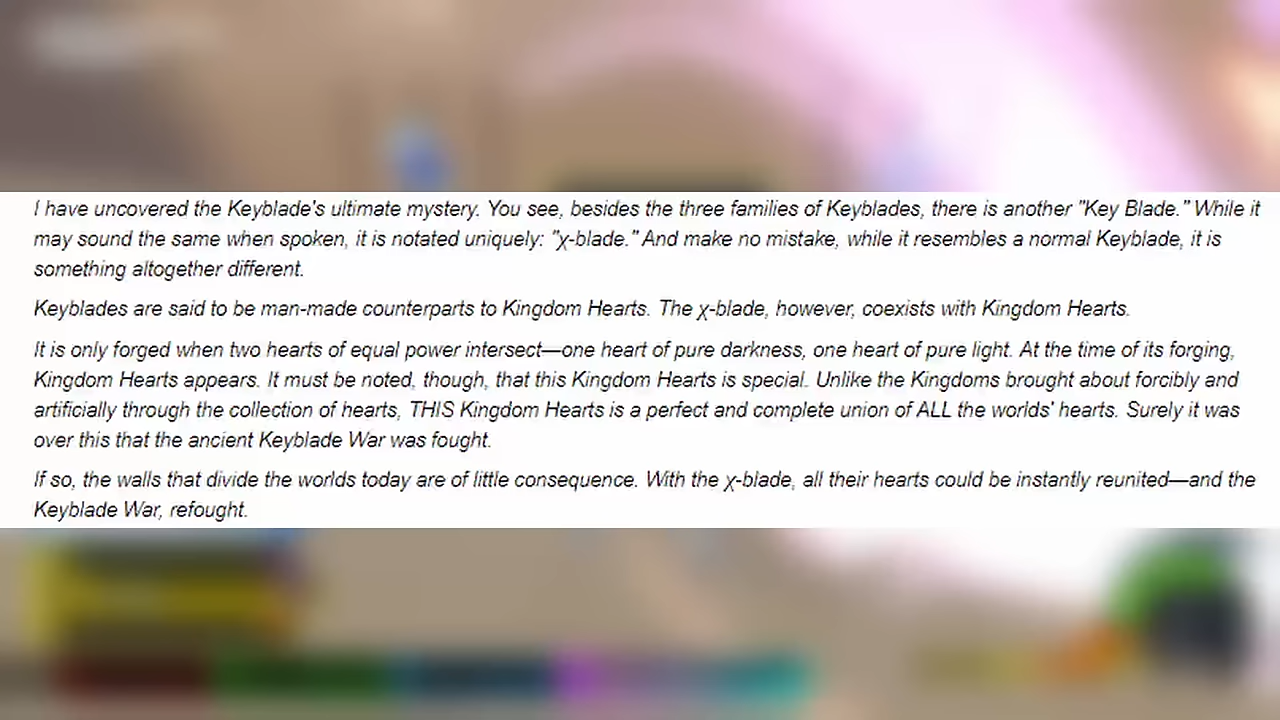 I have uncovered the Keyblade's ultimate mystery. You see, besides the three families of Keyblades, there is another "Key Blade." While it
may sound the same when spoken, it is notated uniquely: "χ-blade." And make no mistake, while it resembles a normal Keyblade, it is
something altogether different.
Keyblades are said to be man-made counterparts to Kingdom Hearts. The χ-blade, however, coexists with Kingdom Hearts.
It is only forged when two hearts of equal power intersect—one heart of pure darkness, one heart of pure light. At the time of its forging,
Kingdom Hearts appears. It must be noted, though, that this Kingdom Hearts is special. Unlike the Kingdoms brought about forcibly and
artificially through the collection of hearts, THIS Kingdom Hearts is a perfect and complete union of ALL the worlds' hearts. Surely it was
over this that the ancient Keyblade War was fought.
If so, the walls that divide the worlds today are of little consequence. With the χ-blade, all their hearts could be instantly reunited—and the
Keyblade War, refought.